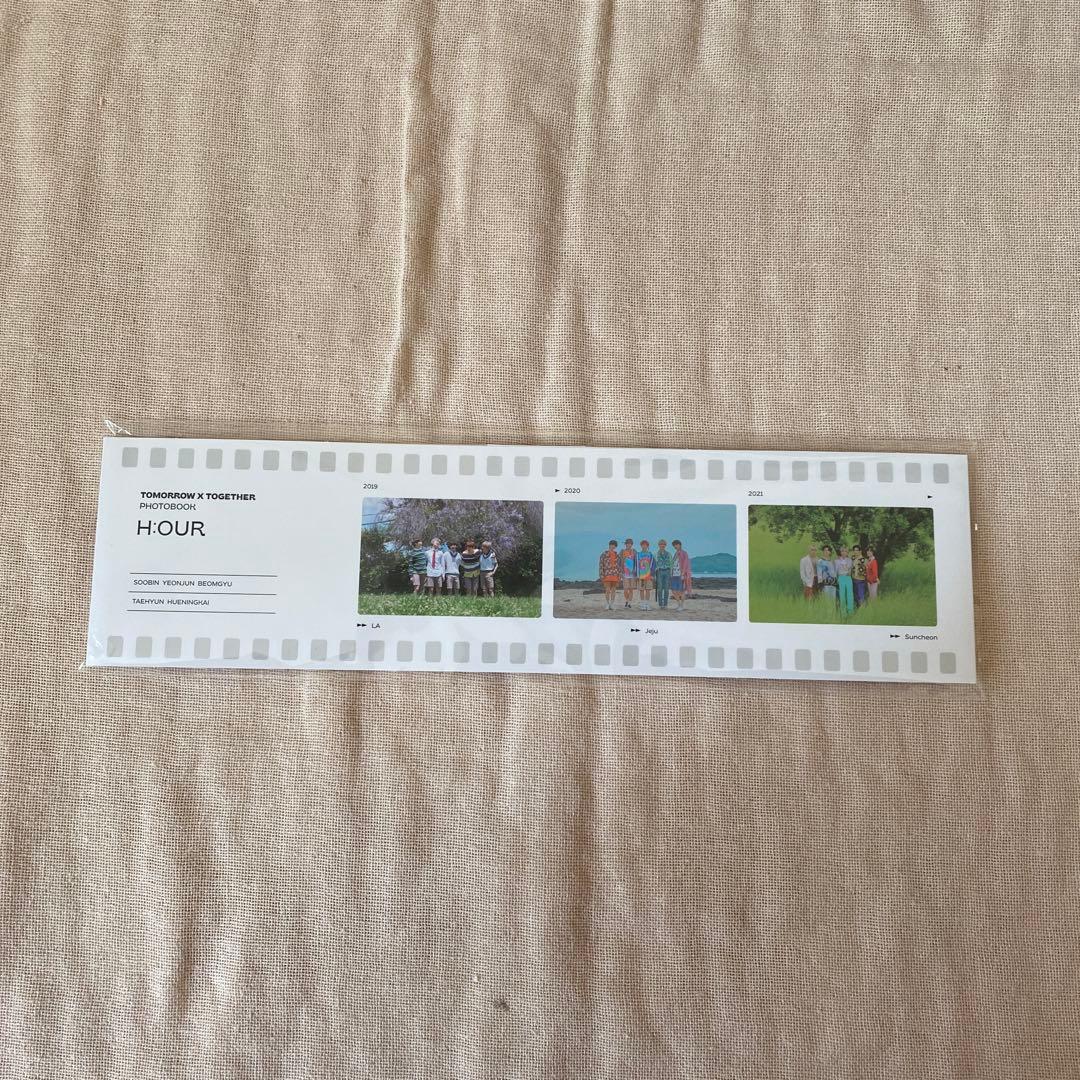 TOMORROW X TOGETHER
PHOTOBOOK
H:OUR
SOOBIN YEONJUN BEOMGYU
TAEHYUN HUENINGKAI
2019
LA
2020
Jeju
2021
Suncheon